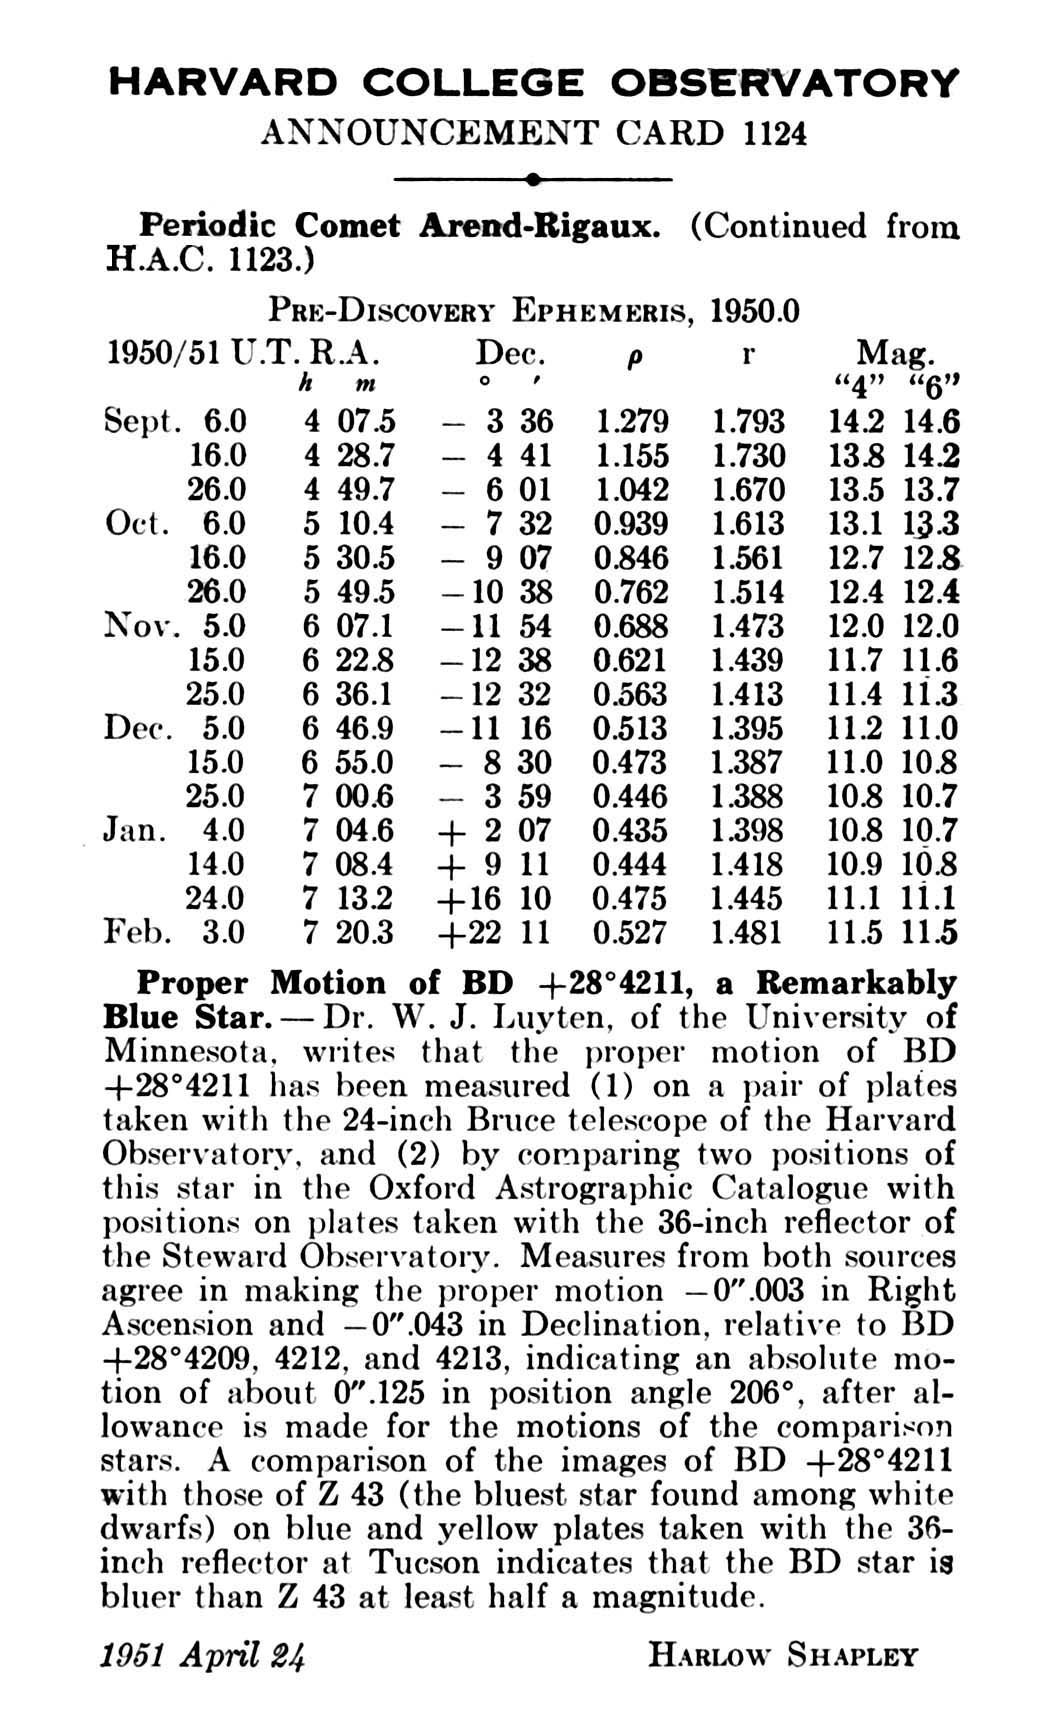 HARVARD COLLEGE OBSERVATORY
ANNOUNCEMENT CARD 1124
Periodic Comet Arend-Rigaux. (Continued from
H.A.C. 1123.)
PRE-DISCOVERY EPHEMERIS, 1950.0
1950/51 U.T. R.A. Dec. ρ r Mag.
h m ° ′ “4” “6”
Sept. 6.0 4 07.5 − 3 36 1.279 1.793 14.2 14.6
16.0 4 28.7 − 4 41 1.155 1.730 13.8 14.2
26.0 4 49.7 − 6 01 1.042 1.670 13.5 13.7
Oct. 6.0 5 10.4 − 7 32 0.939 1.613 13.1 13.3
16.0 5 30.5 − 9 07 0.846 1.561 12.7 12.8
26.0 5 49.5 −10 38 0.762 1.514 12.4 12.4
Nov. 5.0 6 07.1 −11 54 0.688 1.473 12.0 12.0
15.0 6 22.8 −12 38 0.621 1.439 11.7 11.6
25.0 6 36.1 −12 32 0.563 1.413 11.4 11.3
Dec. 5.0 6 46.9 −11 16 0.513 1.395 11.2 11.0
15.0 6 55.0 − 8 30 0.473 1.387 11.0 10.8
25.0 7 00.6 − 3 59 0.446 1.388 10.8 10.7
Jan. 4.0 7 04.6 + 2 07 0.435 1.398 10.8 10.7
14.0 7 08.4 + 9 11 0.444 1.418 10.9 10.8
24.0 7 13.2 +16 10 0.475 1.445 11.1 11.1
Feb. 3.0 7 20.3 +22 11 0.527 1.481 11.5 11.5
Proper Motion of BD +28°4211, a Remarkably
Blue Star. — Dr. W. J. Luyten, of the University of
Minnesota, writes that the proper motion of BD
+28°4211 has been measured (1) on a pair of plates
taken with the 24-inch Bruce telescope of the Harvard
Observatory, and (2) by comparing two positions of
this star in the Oxford Astrographic Catalogue with
positions on plates taken with the 36-inch reflector of
the Steward Observatory. Measures from both sources
agree in making the proper motion −0″.003 in Right
Ascension and −0″.043 in Declination, relative to BD
+28°4209, 4212, and 4213, indicating an absolute mo-
tion of about 0″.125 in position angle 206°, after al-
lowance is made for the motions of the comparison
stars. A comparison of the images of BD +28°4211
with those of Z 43 (the bluest star found among white
dwarfs) on blue and yellow plates taken with the 36-
inch reflector at Tucson indicates that the BD star is
bluer than Z 43 at least half a magnitude.
1951 April 24 HARLOW SHAPLEY